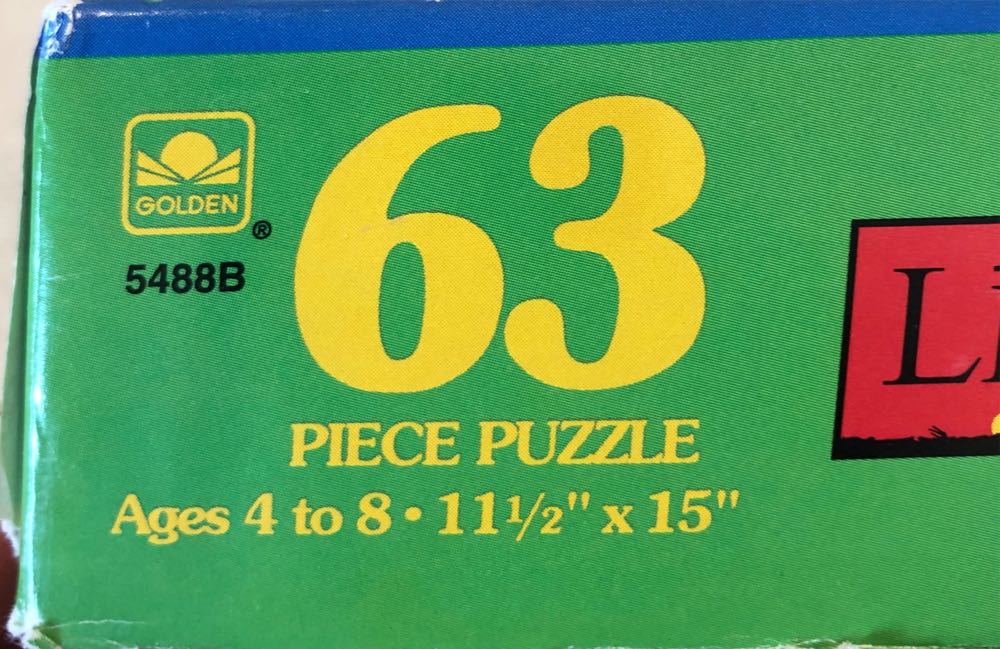 GOLDEN
®
5488B
63
PIECE PUZZLE
Ages 4 to 8 • 11½" x 15"